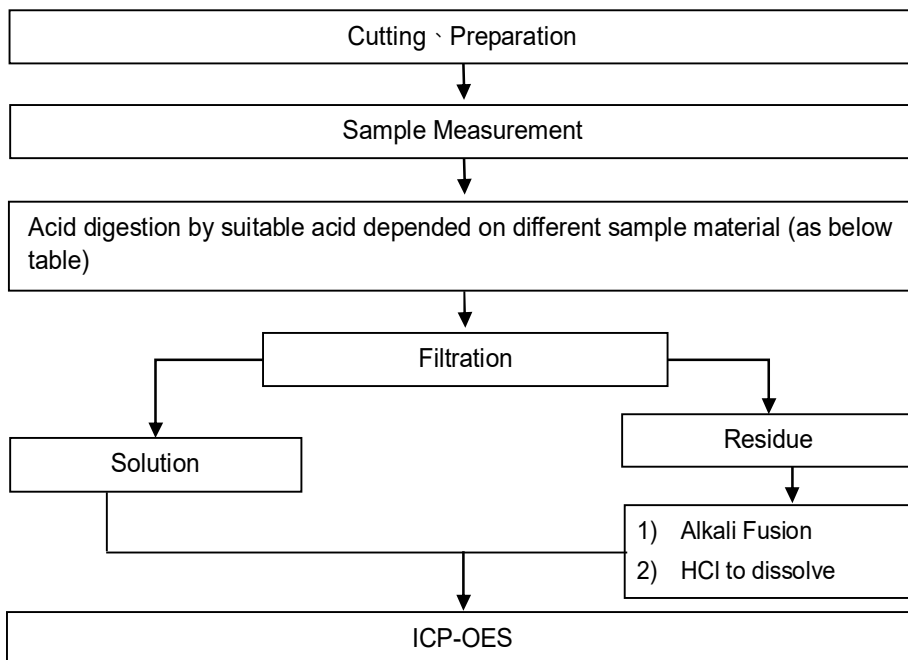 Cutting、Preparation
Sample Measurement
Acid digestion by suitable acid depended on different sample material (as below
table)
Filtration
Solution
Residue
1) Alkali Fusion
2) HCl to dissolve
ICP-OES